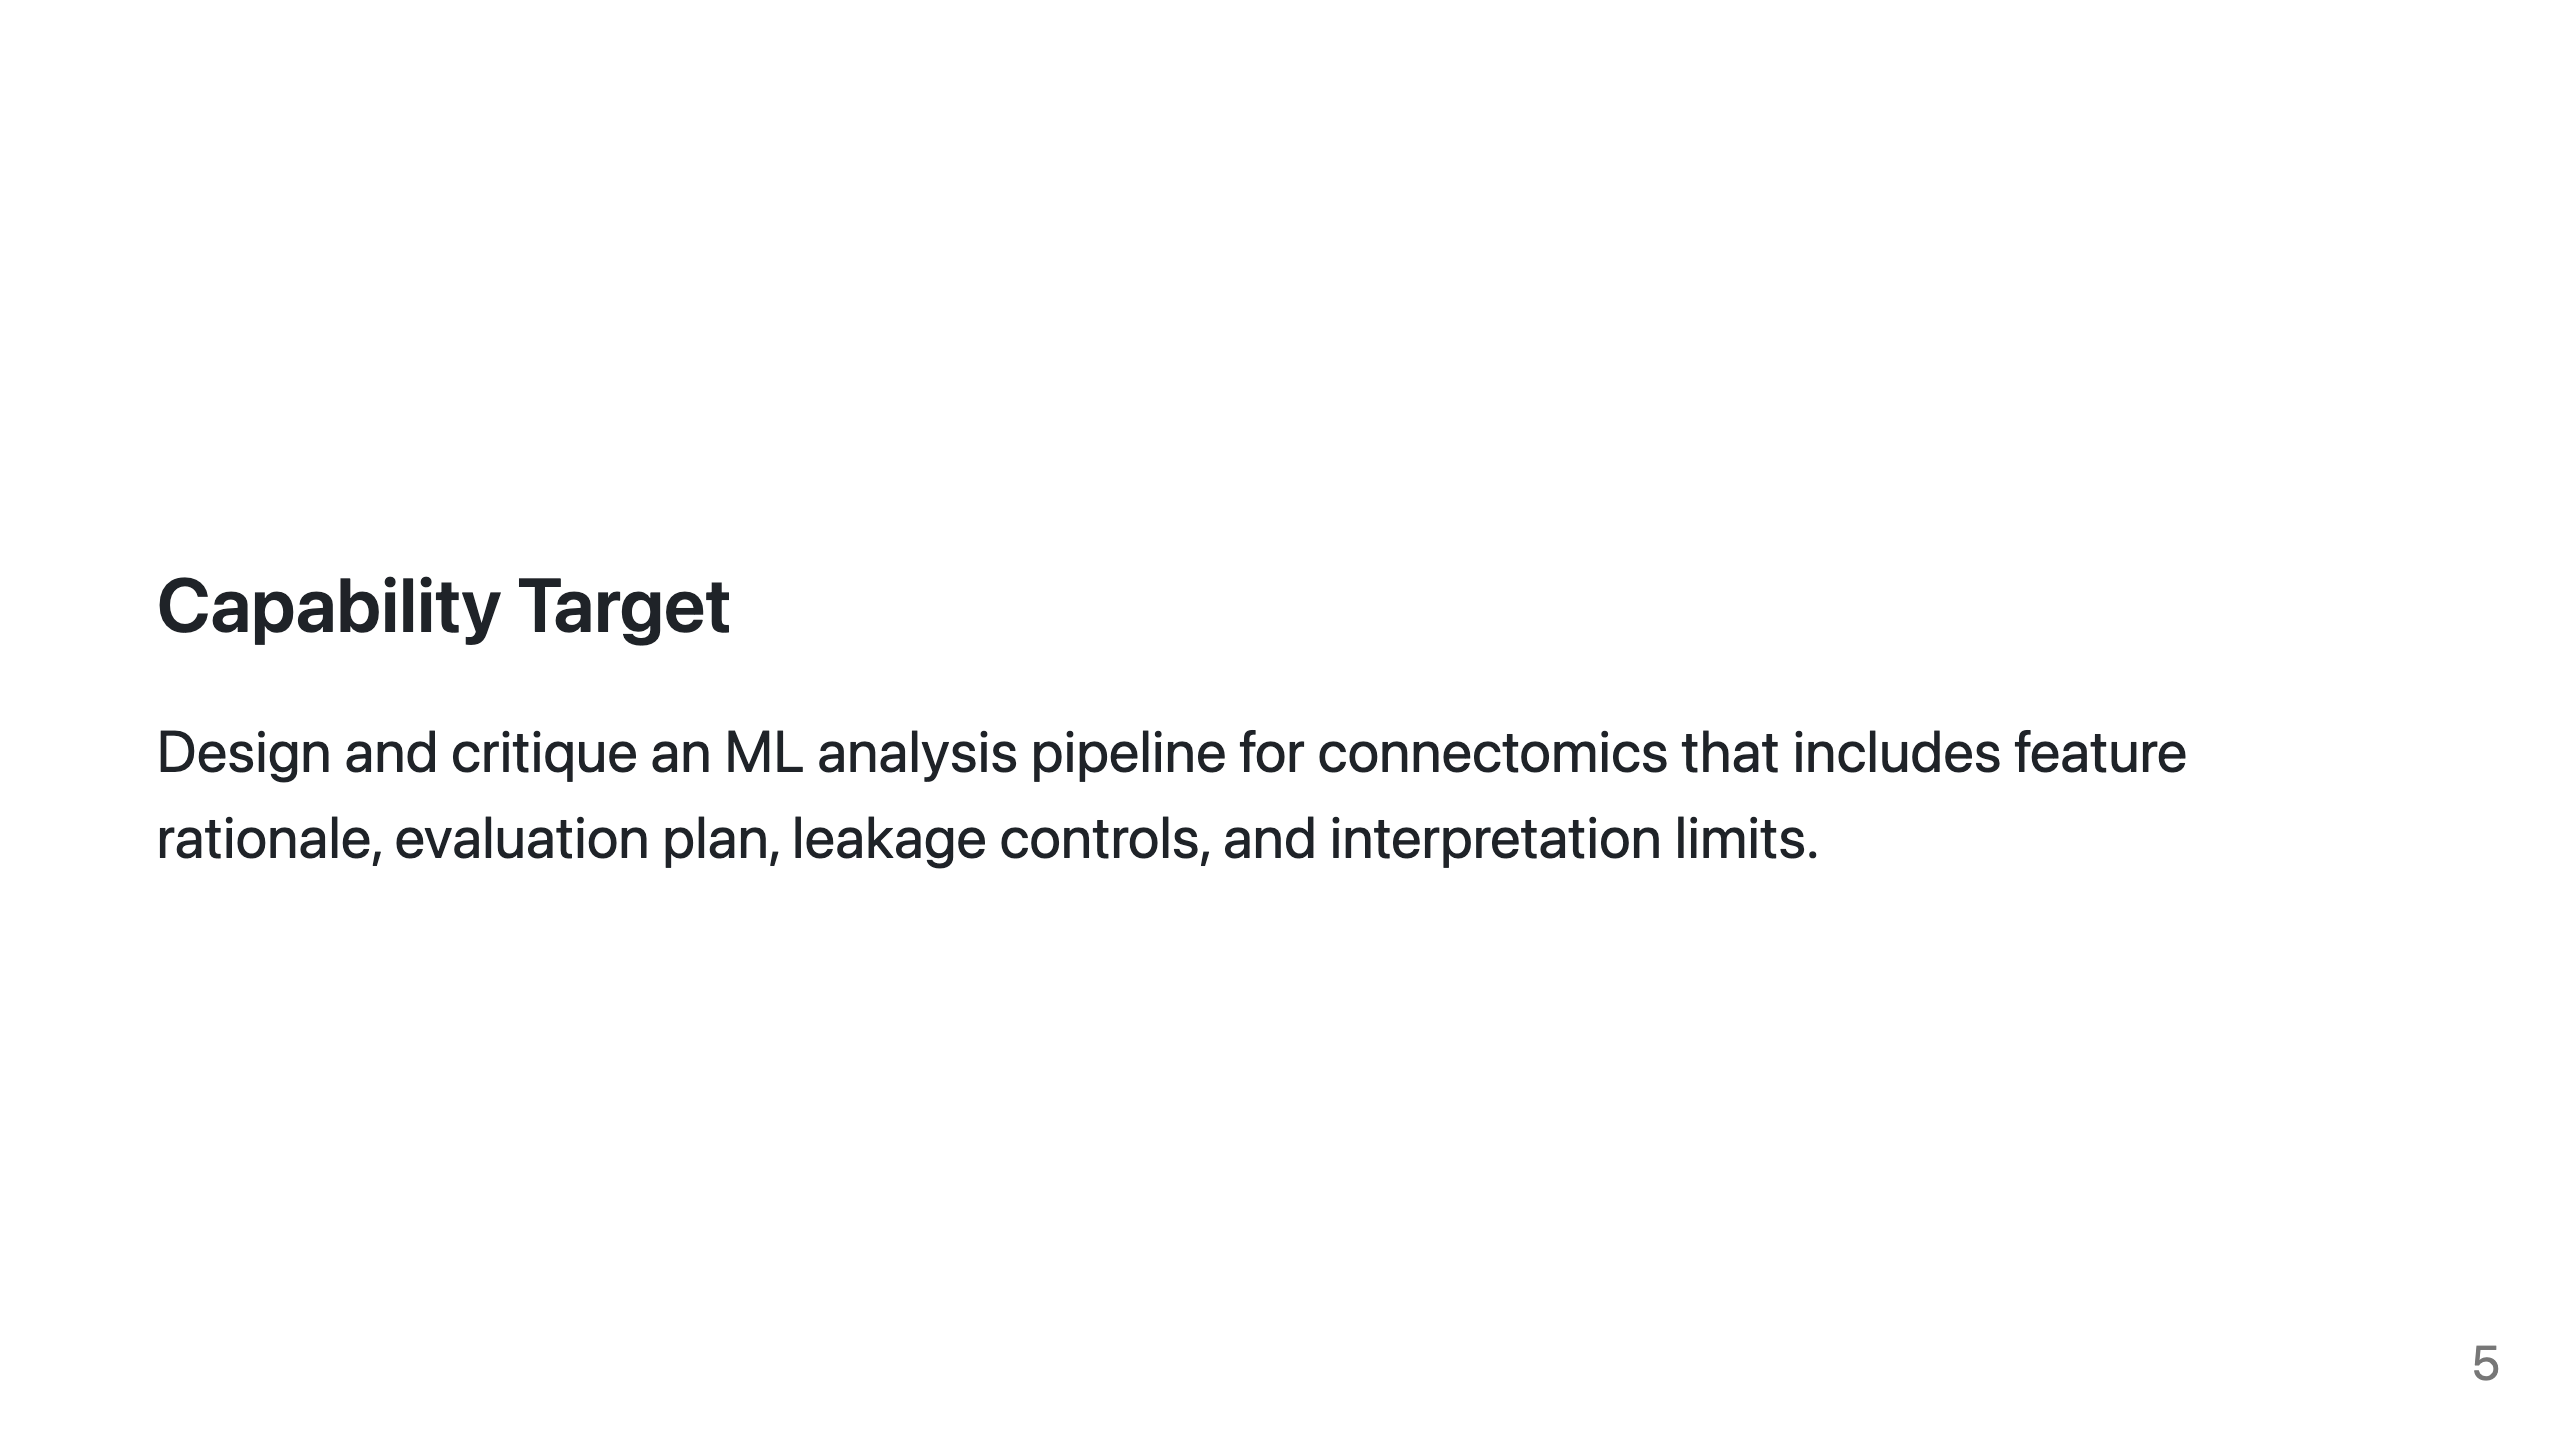 Capability Target
Design and critique an ML analysis pipeline for connectomics that includes feature
rationale, evaluation plan, leakage controls, and interpretation limits.
5